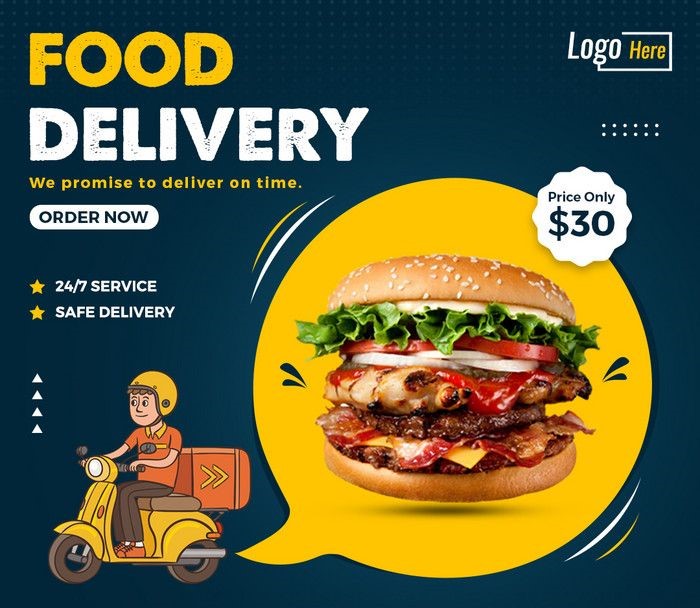 FOOD
DELIVERY
We promise to deliver on time.
ORDER NOW
24/7 SERVICE
SAFE DELIVERY
Logo Here
Price Only
$30